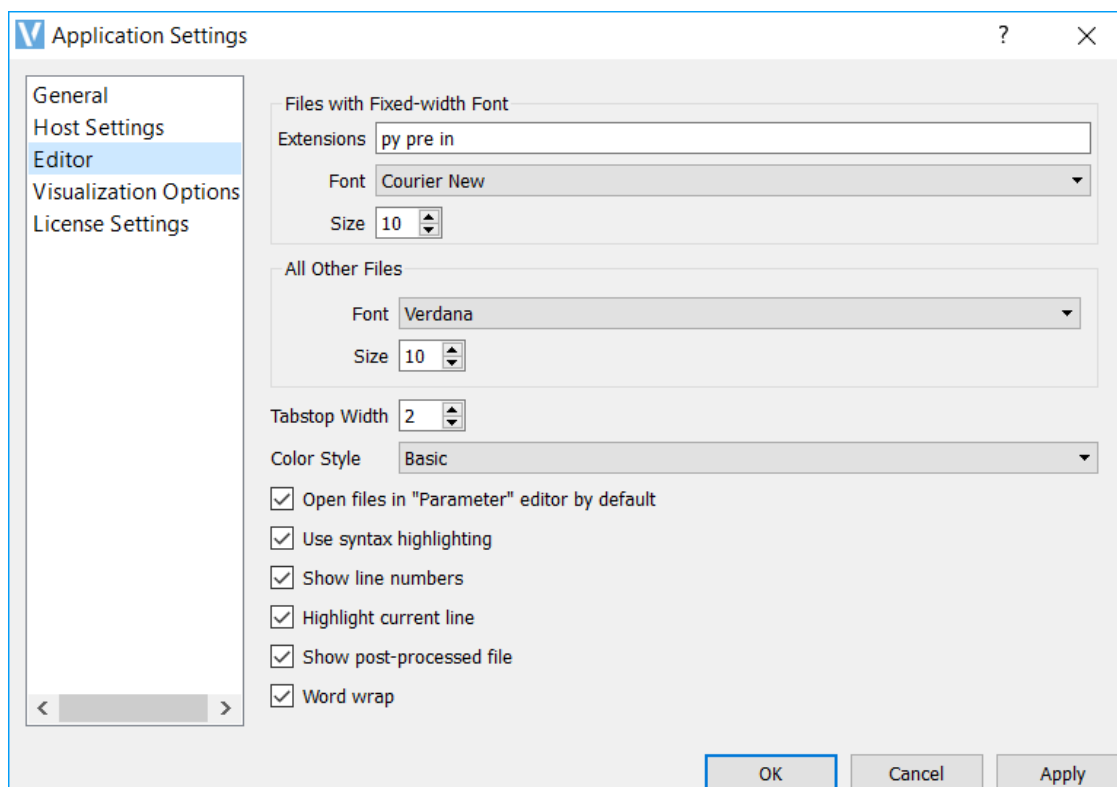 Application Settings
?
General
Host Settings
Editor
Visualization Options
License Settings
Files with Fixed-width Font
Extensions py pre in
Font Courier New
Size 10
All Other Files
Font Verdana
Size 10
Tabstop Width 2
Color Style Basic
Open files in "Parameter" editor by default
Use syntax highlighting
Show line numbers
Highlight current line
Show post-processed file
Word wrap
OK Cancel Apply